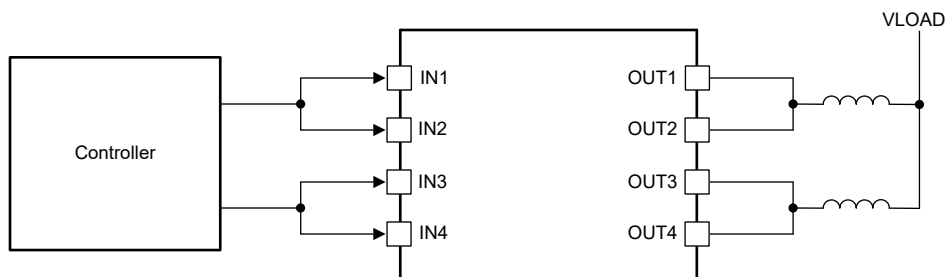 VLOAD
Controller
IN1
IN2
IN3
IN4
OUT1
OUT2
OUT3
OUT4